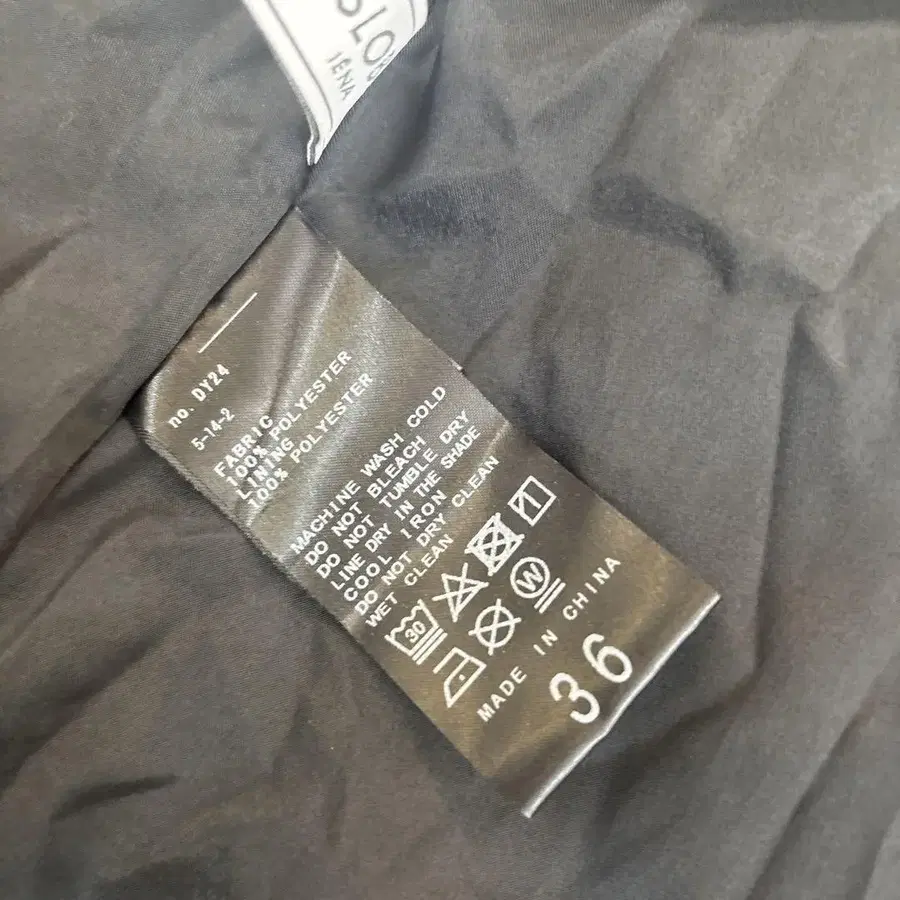 SLOB
IÉNA
no. DY24
5-14-2
FABRIC
100% POLYESTER
LINING
100% POLYESTER
MACHINE WASH COLD
DO NOT BLEACH
DO NOT TUMBLE DRY
LINE DRY IN THE SHADE
COOL IRON
DO NOT DRY CLEAN
WET CLEAN
30
W
MADE IN CHINA
36